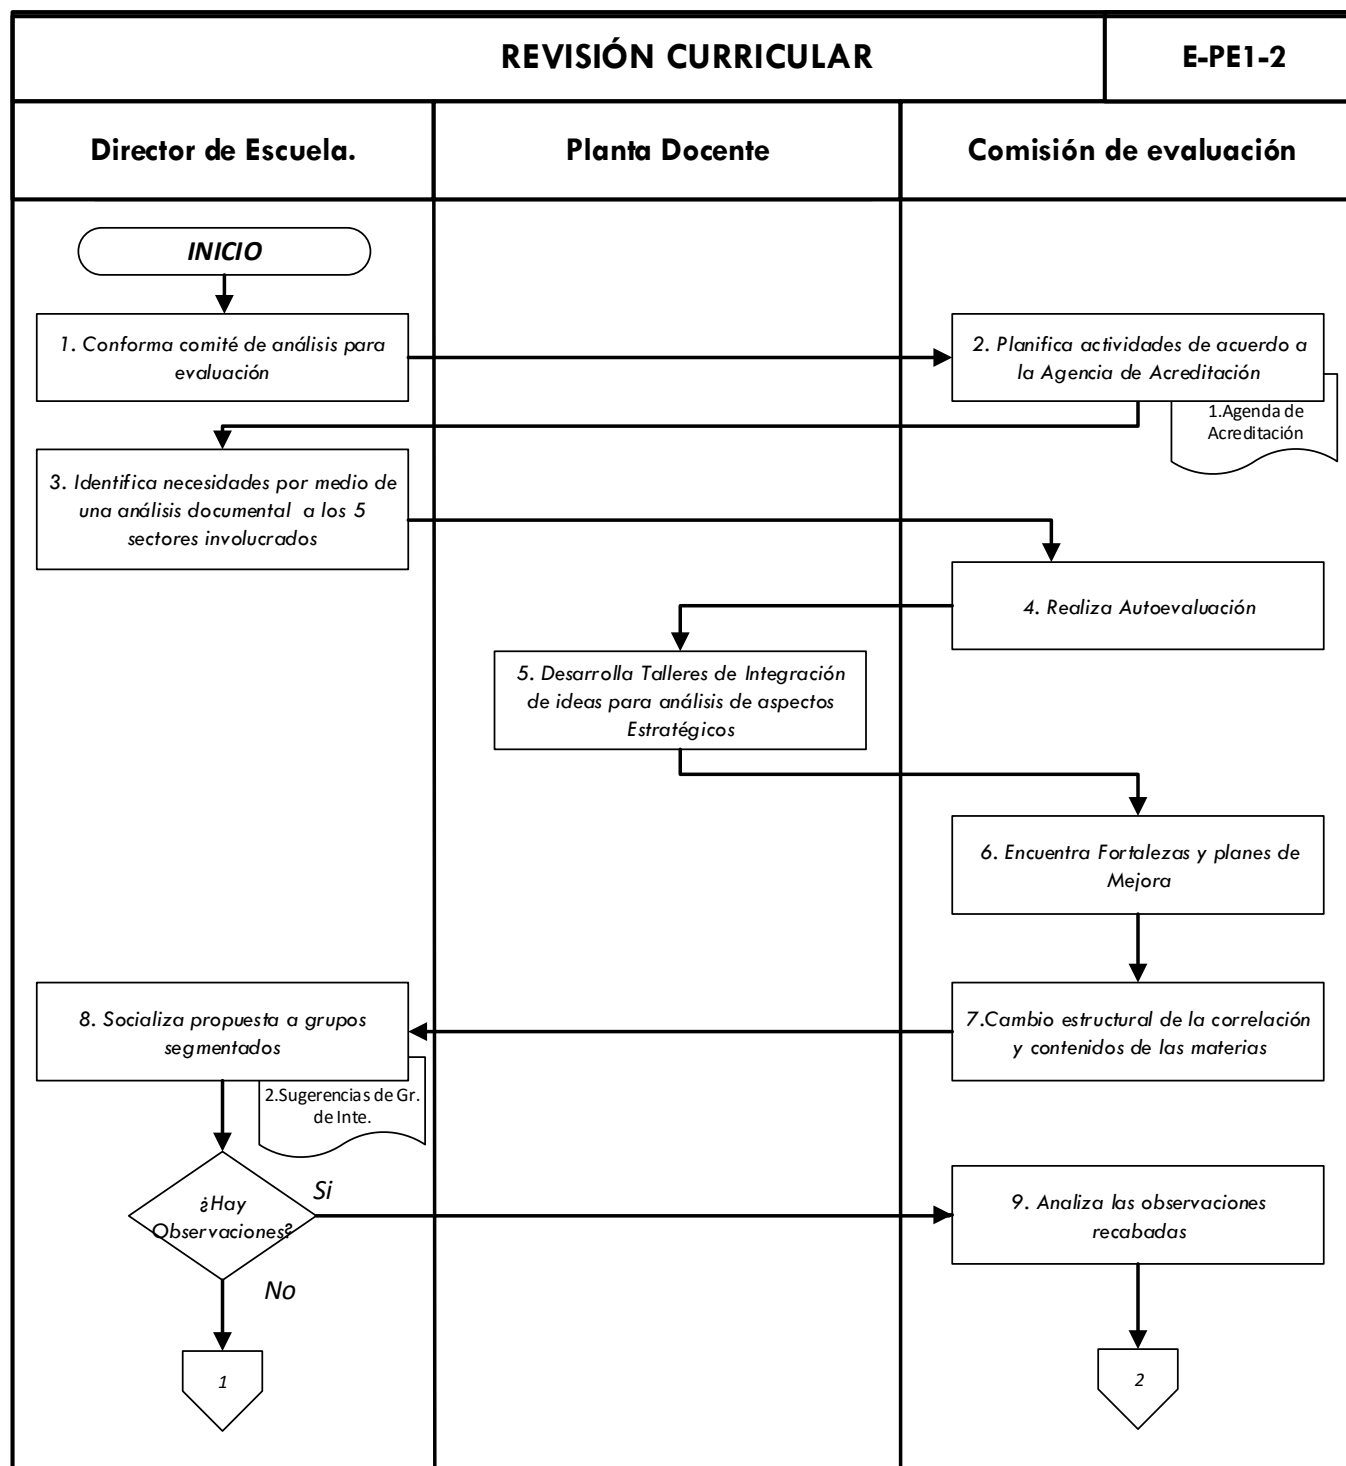 REVISIÓN CURRICULAR
E-PE1-2
Director de Escuela.
Planta Docente
Comisión de evaluación
INICIO
1. Conforma comité de análisis para
evaluación
2. Planifica actividades de acuerdo a
la Agencia de Acreditación
1.Agenda de
Acreditación
3. Identifica necesidades por medio de
una análisis documental a los 5
sectores involucrados
4. Realiza Autoevaluación
5. Desarrolla Talleres de Integración
de ideas para análisis de aspectos
Estratégicos
6. Encuentra Fortalezas y planes de
Mejora
7.Cambio estructural de la correlación
y contenidos de las materias
8. Socializa propuesta a grupos
segmentados
2.Sugerencias de Gr.
de Inte.
¿Hay
Observaciones?
Si
No
9. Analiza las observaciones
recabadas
1
2